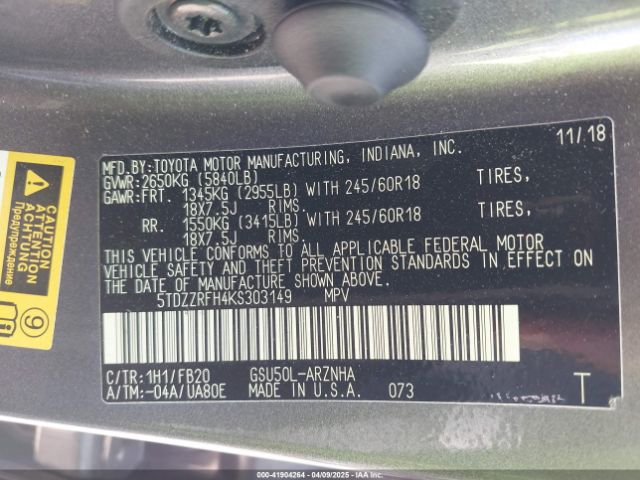 CAUTION
ATTENTION
ACHTUNG
Предупреждение
11/18
MFD.BY:TOYOTA MOTOR MANUFACTURING, INDIANA, INC.
GVWR:2650KG (5840LB)
GAWR:FRT. 1345KG (2955LB) WITH 245/60R18 TIRES,
18X7.5J RIMS.
RR. 1550KG (3415LB) WITH 245/60R18 TIRES,
18X7.5J RIMS
THIS VEHICLE CONFORMS TO ALL APPLICABLE FEDERAL MOTOR
VEHICLE SAFETY AND THEFT PREVENTION STANDARDS IN EFFECT ON
THE DATE OF MANUFACTURE SHOWN ABOVE.
5TDZZRFH4KS303149 MPV
C/TR:1H1/FB20 GSU50L-ARZNHA
A/TM:-04A/UA80E MADE IN U.S.A. 073
T
9
000-41904264 - 04/09/2025 - IAAI.COM